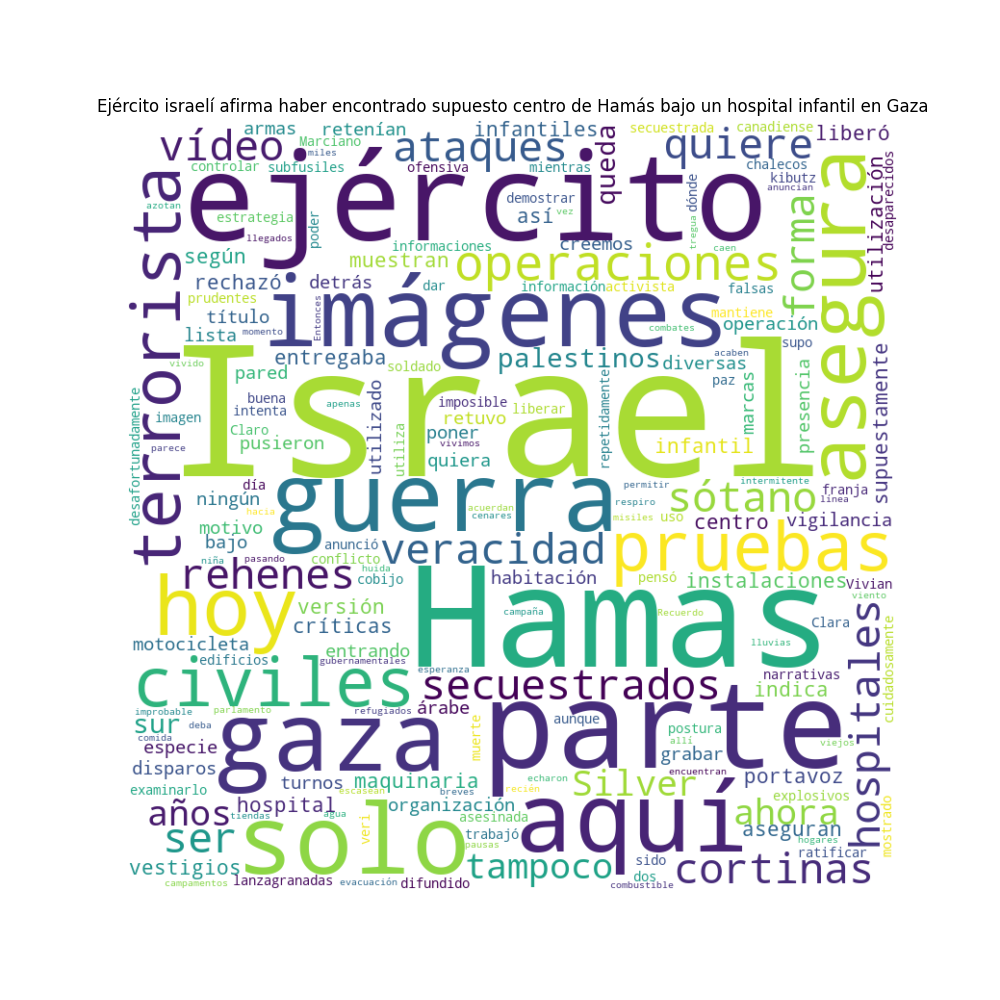 Ejército israelí afirma haber encontrado supuesto centro de Hamás bajo un hospital infantil en Gaza
armas
retenían
infantiles
secuestrada
canadiense
liberó
vídeo
Marciano
miles
ataques
queda
quiere
controlar
subfusiles
ofensiva
mientras
chalecos
kibutz
anuncian
utilización
desaparecidos
azotan
ejército
demostrar
dónde
terrorista
estrategia
poder
así
vez
tregua
forma
asegura
llegados
informaciones
creemos
caen
según
muestran
operaciones
rechazó
detrás
dar
información
activista
falsas
prudentes
título
Entonces
imágenes
mantiene
operación
lista
momento
combates
supo
entregaba
palestinos
diversas
acaben
vivido
pared
soldado
paz
presencia
supuestamente
Israel
desafortunadamente
buena
apenas
utilizado
imposible
repetidamente
marcas
imagen
intenta
retuvo
liberar
Claro
utiliza
poner
parece
pusieron
vivimos
infantil
quiera
ningún
día
guerra
permitir
intermitente
franja
respiro
línea
sótano
hacia
acuerdan
cenares
misiles
uso
centro
vigilancia
motivo
bajo
anunció
veracidad
pruebas
niña
pasando
conflicto
huida
rehenes
cobijo
habitación
pensó
instalaciones
Vivian
viento
hoy
versión
Hamas
campaña
Recuerdo
Clara
críticas
lluvias
motocicleta
entrando
edificios
gubernamentales
esperanza
narrativas
hospitales
cuidadosamente
civiles
secuestrados
indica
improbable
parlamento
refugiados
árabe
sur
deba
gaza
parte
aunque
postura
allí
viejos
especie
muerte
grabar
comida
disparos
encuentran
turnos
maquinaria
echaron
Silver
portavoz
examinarlo
escasean
breves
recién
explosivos
años
hospital
organización
asesinada
aquí
ahora
mostrado
tiendas
agua
solo
veri
trabajó
aseguran
ser
pausas
hogares
ratificar
vestigios
tampoco
sido
cortinas
campamentos
lanzagranadas
evacuación
difundido
dos
combustible